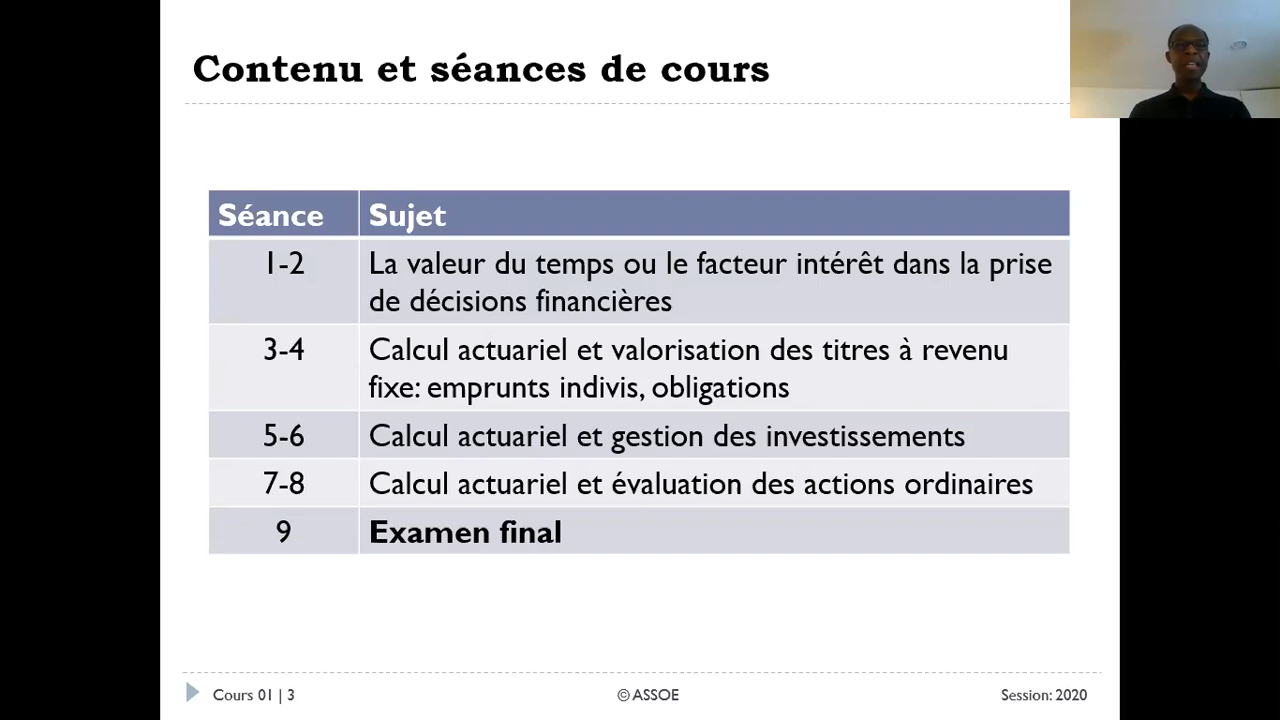 Contenu et séances de cours
Séance Sujet
1-2 La valeur du temps ou le facteur intérêt dans la prise
de décisions financières
3-4 Calcul actuariel et valorisation des titres à revenu
fixe: emprunts indivis, obligations
5-6 Calcul actuariel et gestion des investissements
7-8 Calcul actuariel et évaluation des actions ordinaires
9 Examen final
Cours 01 | 3 © ASSOE Session: 2020